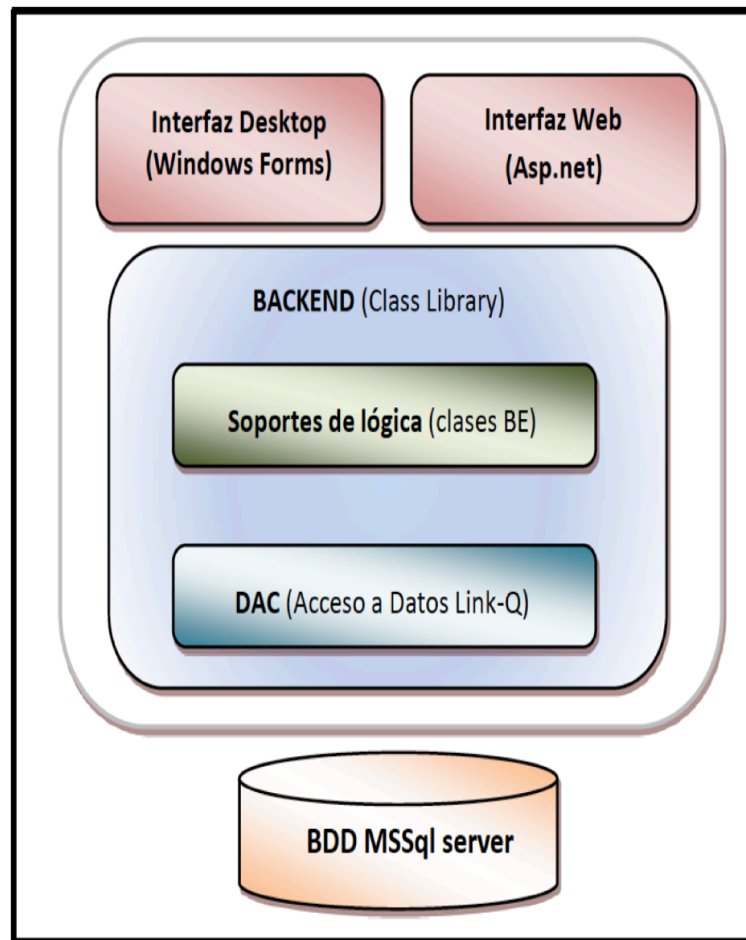 Interfaz Desktop
(Windows Forms)
Interfaz Web
(Asp.net)
BACKEND (Class Library)
Soportes de lógica (clases BE)
DAC (Acceso a Datos Link-Q)
BDD MSSql server